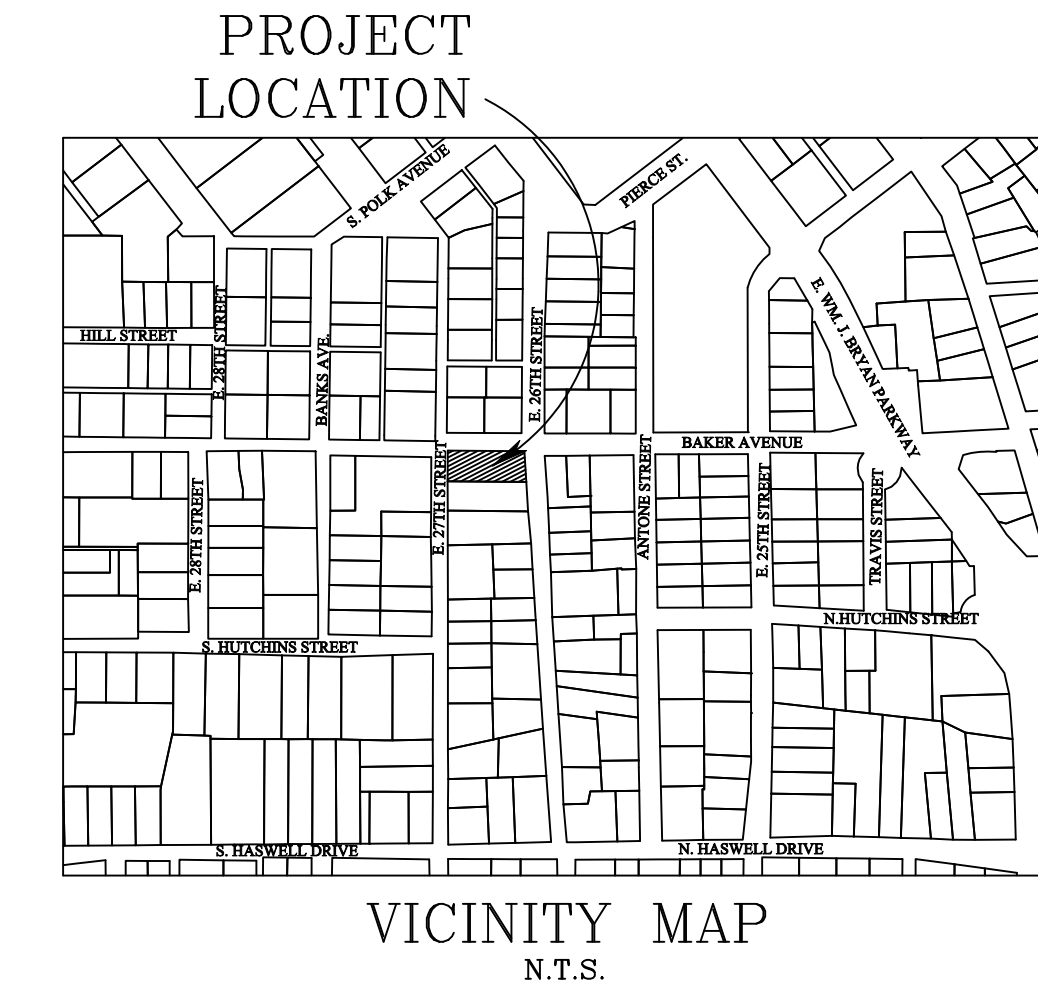 PROJECT
LOCATION
S. POLK AVENUE
PIERCE ST.
E. WM. J. BRYAN PARKWAY
HILL STREET
E. 28TH STREET
BANKS AVE.
E. 26TH STREET
BAKER AVENUE
E. 27TH STREET
ANTONE STREET
E. 25TH STREET
TRAVIS STREET
E. 28TH STREET
N.HUTCHINS STREET
S. HUTCHINS STREET
S. HASWELL DRIVE
N. HASWELL DRIVE
VICINITY MAP
N.T.S.